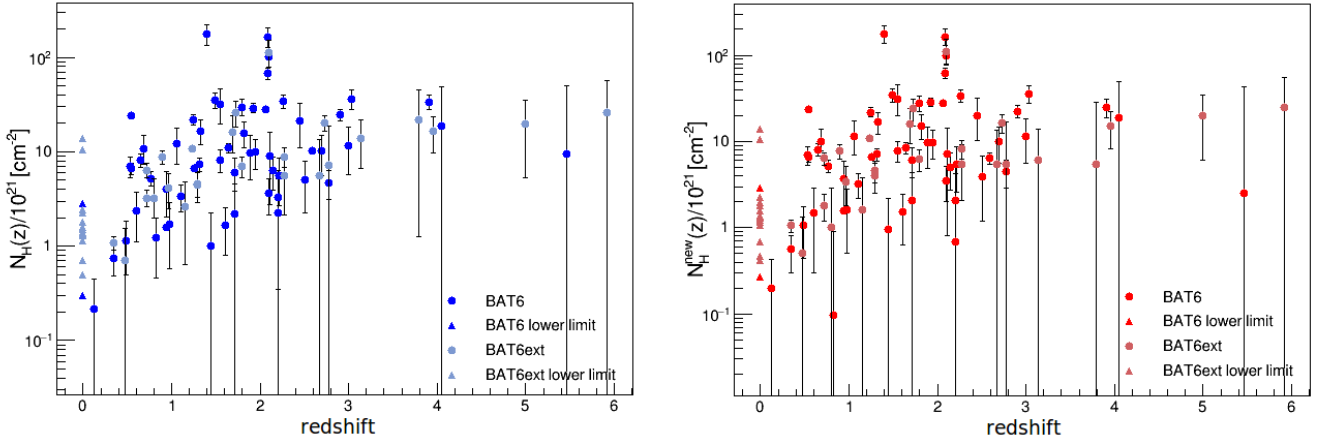 10²
10
1
10⁻¹
N_H(z)/10²¹ [cm⁻²]
BAT6
BAT6 lower limit
BAT6ext
BAT6ext lower limit
0 1 2 3 4 5 6
redshift
10²
10
1
10⁻¹
N_H^new(z)/10²¹ [cm⁻²]
BAT6
BAT6 lower limit
BAT6ext
BAT6ext lower limit
0 1 2 3 4 5 6
redshift